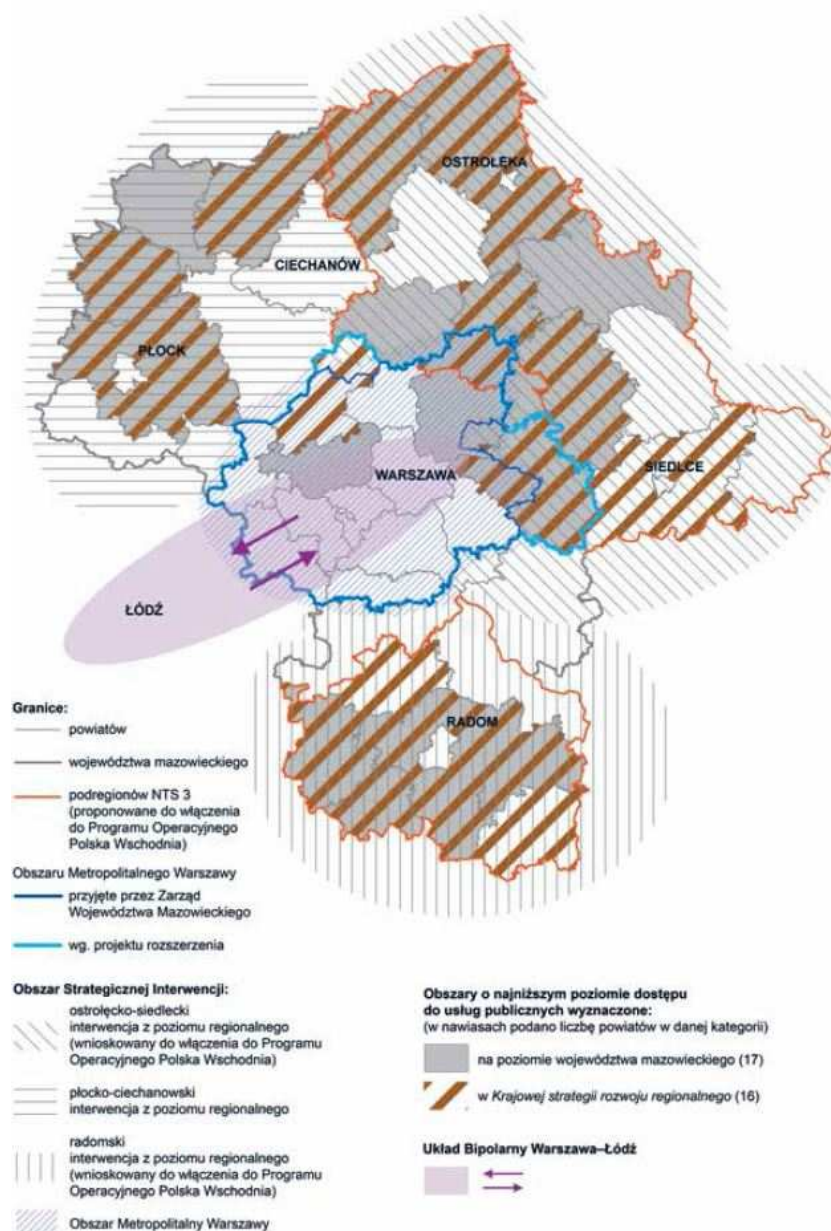 OSTROŁĘKA
CIECHANÓW
PŁOCK
WARSZAWA
SIEDLCE
ŁÓDŹ
RADOM
Granice:
powiatów
województwa mazowieckiego
podregionów NTS 3
(proponowane do włączenia
do Programu Operacyjnego
Polska Wschodnia)
Obszaru Metropolitalnego Warszawy
przyjęte przez Zarząd
Województwa Mazowieckiego
wg. projektu rozszerzenia
Obszar Strategicznej Interwencji:
ostrołęcko-siedlecki
interwencja z poziomu regionalnego
(wnioskowany do włączenia do Programu
Operacyjnego Polska Wschodnia)
płocko-ciechanowski
interwencja z poziomu regionalnego
radomski
interwencja z poziomu regionalnego
(wnioskowany do włączenia do Programu
Operacyjnego Polska Wschodnia)
Obszar Metropolitalny Warszawy
Obszary o najniższym poziomie dostępu
do usług publicznych wyznaczone:
(w nawiasach podano liczbę powiatów w danej kategorii)
na poziomie województwa mazowieckiego (17)
w Krajowej strategii rozwoju regionalnego (16)
Układ Bipolarny Warszawa–Łódź